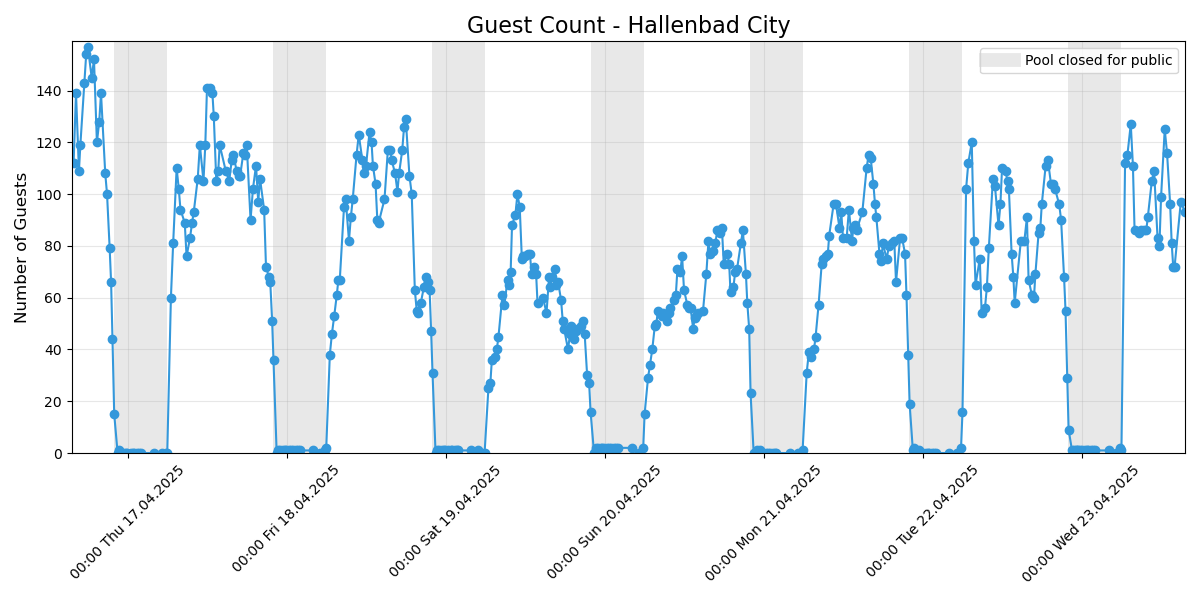 Guest Count - Hallenbad City
Pool closed for public
Number of Guests
140
120
100
80
60
40
20
0
00:00 Thu 17.04.2025
00:00 Fri 18.04.2025
00:00 Sat 19.04.2025
00:00 Sun 20.04.2025
00:00 Mon 21.04.2025
00:00 Tue 22.04.2025
00:00 Wed 23.04.2025